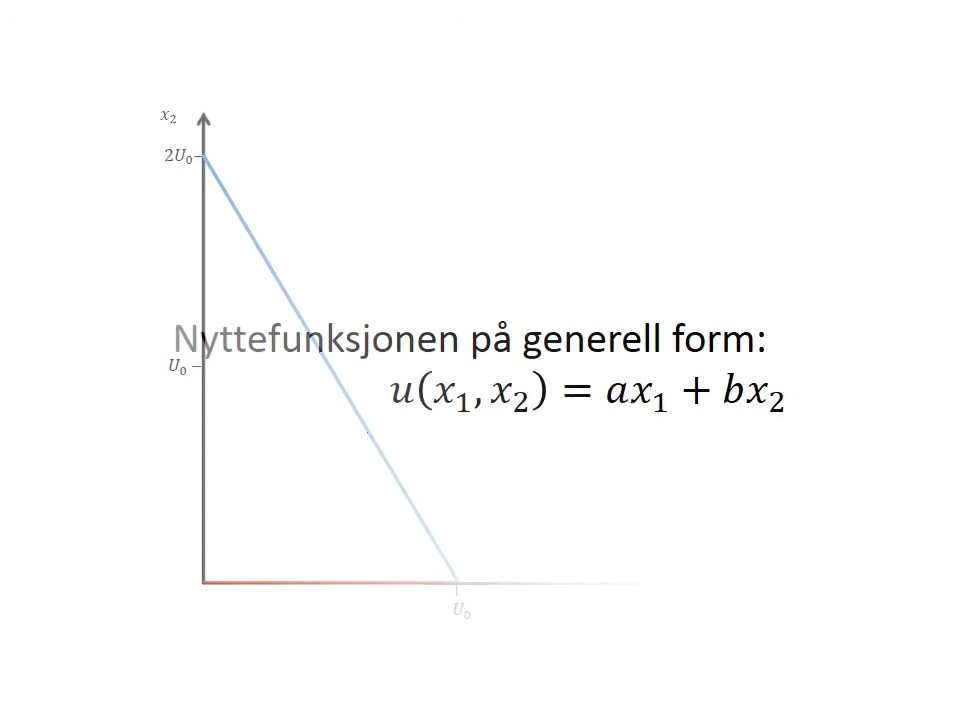 x₂
2U₀
Nyttefunksjonen på generell form:
U₀
u(x₁, x₂) = ax₁ + bx₂
U₀